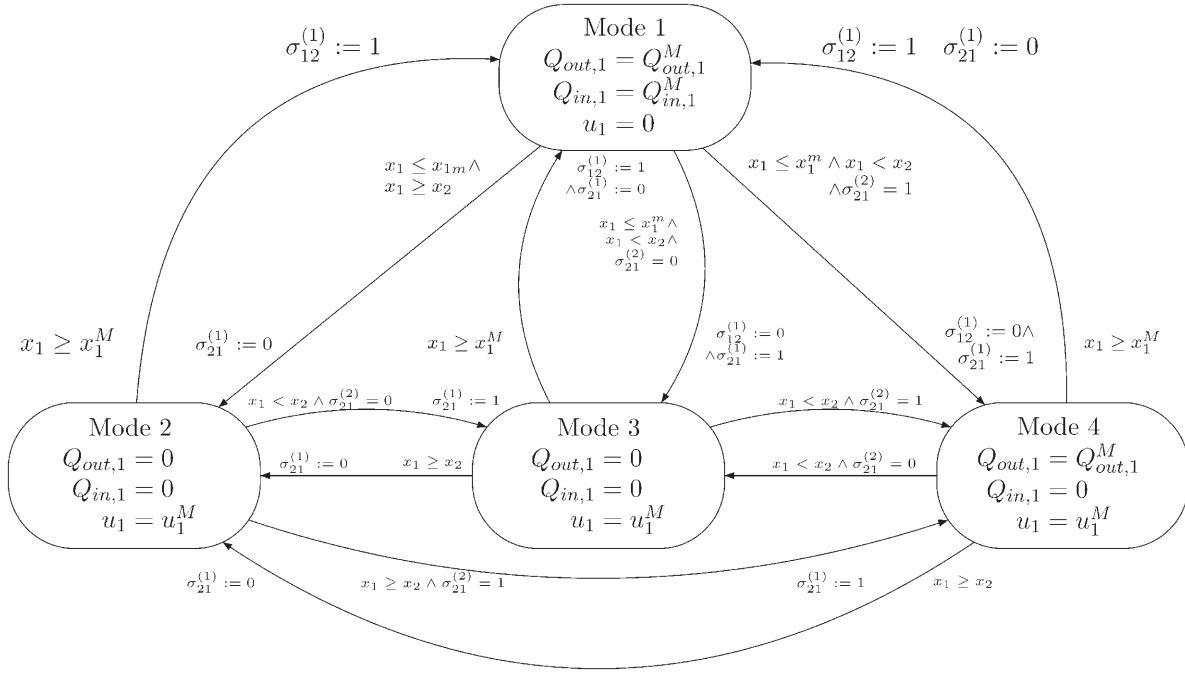 Mode 1
Q_{out,1} = Q_{out,1}^{M}
Q_{in,1} = Q_{in,1}^{M}
u_1 = 0
σ_{12}^{(1)} := 1
σ_{12}^{(1)} := 1 σ_{21}^{(1)} := 0
x_1 ≤ x_{1m} ∧
x_1 ≥ x_2
σ_{12}^{(1)} := 1
∧σ_{21}^{(1)} := 0
x_1 ≤ x_1^m ∧
x_1 < x_2 ∧
σ_{21}^{(2)} = 0
x_1 ≤ x_1^m ∧ x_1 < x_2
∧σ_{21}^{(2)} = 1
x_1 ≥ x_1^M
σ_{21}^{(1)} := 0
x_1 ≥ x_1^M
σ_{12}^{(1)} := 0
∧σ_{21}^{(1)} := 1
σ_{12}^{(1)} := 0∧
σ_{21}^{(1)} := 1
x_1 ≥ x_1^M
x_1 < x_2 ∧ σ_{21}^{(2)} = 0
σ_{21}^{(1)} := 1
x_1 < x_2 ∧ σ_{21}^{(2)} = 1
Mode 2
Q_{out,1} = 0
Q_{in,1} = 0
u_1 = u_1^M
σ_{21}^{(1)} := 0
x_1 ≥ x_2
Mode 3
Q_{out,1} = 0
Q_{in,1} = 0
u_1 = u_1^M
x_1 < x_2 ∧ σ_{21}^{(2)} = 0
Mode 4
Q_{out,1} = Q_{out,1}^{M}
Q_{in,1} = 0
u_1 = u_1^M
σ_{21}^{(1)} := 0
x_1 ≥ x_2 ∧ σ_{21}^{(2)} = 1
σ_{21}^{(1)} := 1
x_1 ≥ x_2